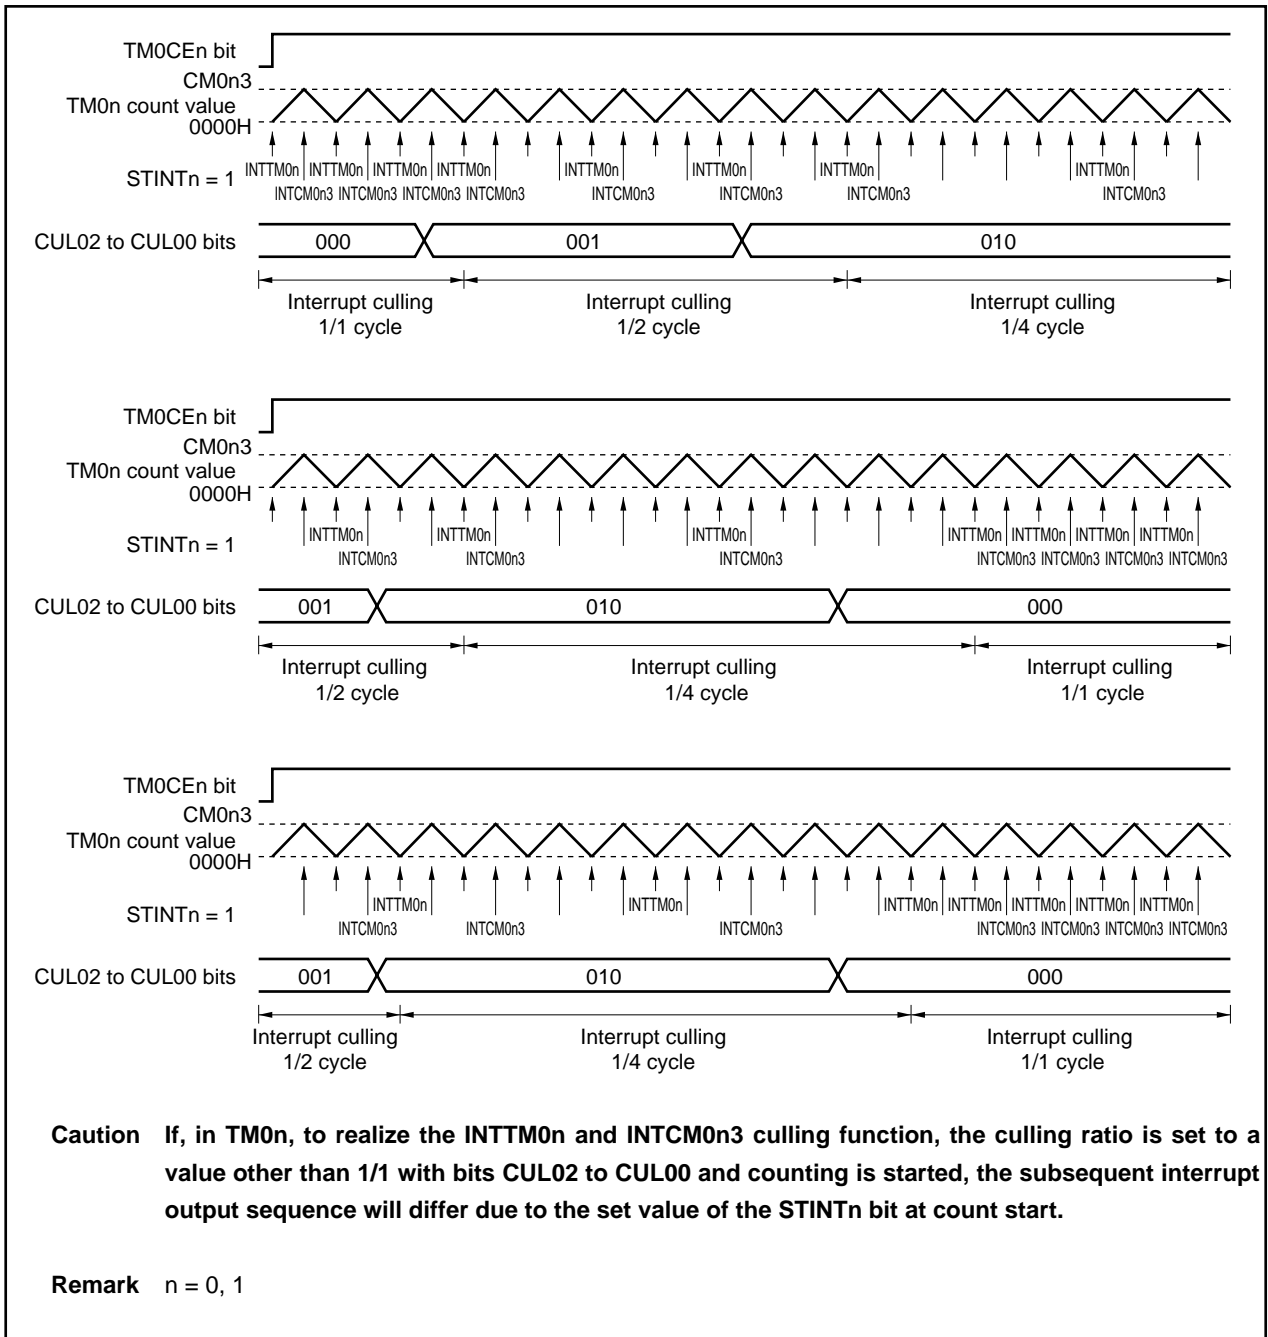 TM0CEn bit
CM0n3
TM0n count value
0000H
INTTM0n INTTM0n INTTM0n INTTM0n INTTM0n INTTM0n INTTM0n INTTM0n
STINTn = 1
INTCM0n3 INTCM0n3 INTCM0n3 INTCM0n3 INTCM0n3 INTCM0n3 INTCM0n3 INTCM0n3
CUL02 to CUL00 bits 000 001 010
Interrupt culling Interrupt culling Interrupt culling
1/1 cycle 1/2 cycle 1/4 cycle
TM0CEn bit
CM0n3
TM0n count value
0000H
INTTM0n INTTM0n INTTM0n INTTM0n INTTM0n INTTM0n INTTM0n
STINTn = 1
INTCM0n3 INTCM0n3 INTCM0n3 INTCM0n3 INTCM0n3 INTCM0n3 INTCM0n3
CUL02 to CUL00 bits 001 010 000
Interrupt culling Interrupt culling Interrupt culling
1/2 cycle 1/4 cycle 1/1 cycle
TM0CEn bit
CM0n3
TM0n count value
0000H
INTTM0n INTTM0n INTTM0n INTTM0n INTTM0n INTTM0n INTTM0n
STINTn = 1
INTCM0n3 INTCM0n3 INTCM0n3 INTCM0n3 INTCM0n3 INTCM0n3 INTCM0n3
CUL02 to CUL00 bits 001 010 000
Interrupt culling Interrupt culling Interrupt culling
1/2 cycle 1/4 cycle 1/1 cycle
Caution If, in TM0n, to realize the INTTM0n and INTCM0n3 culling function, the culling ratio is set to a
value other than 1/1 with bits CUL02 to CUL00 and counting is started, the subsequent interrupt
output sequence will differ due to the set value of the STINTn bit at count start.
Remark n = 0, 1